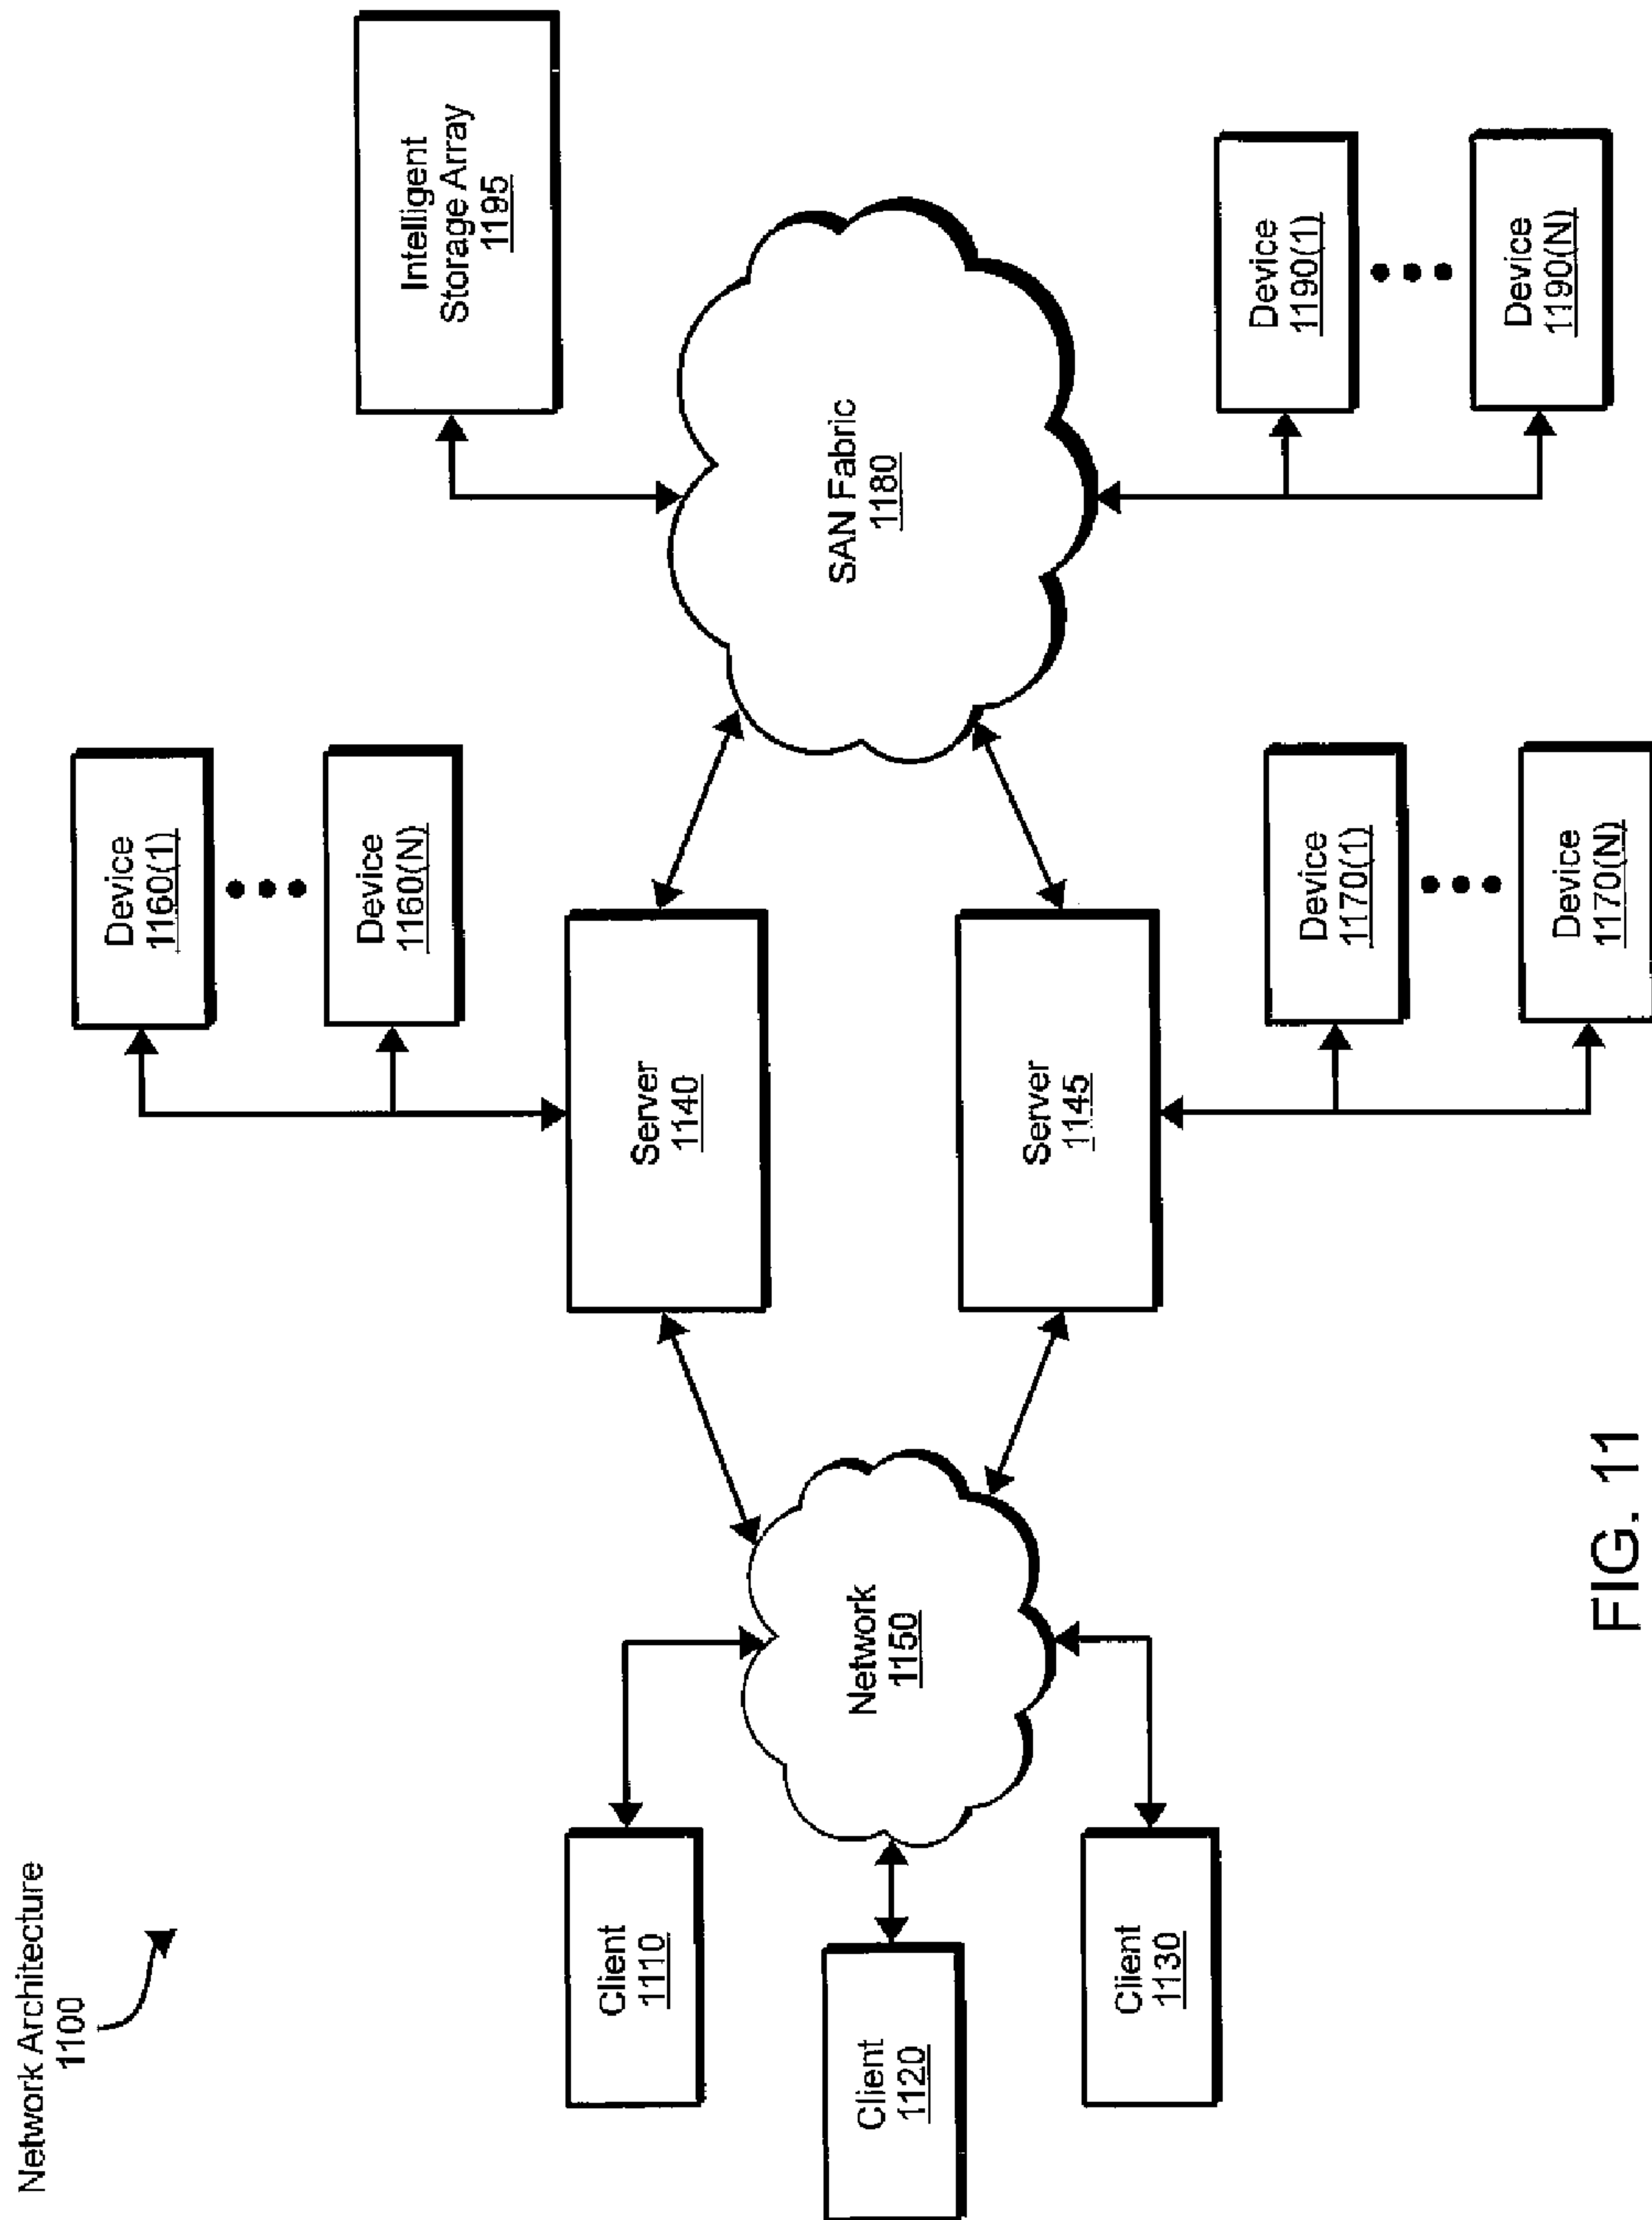 Network Architecture
1100
Device
1160(1)
Device
1160(N)
Intelligent
Storage Array
1195
Client
1110
Server
1140
Network
1150
SAN Fabric
1180
Client
1120
Server
1145
Client
1130
Device
1170(1)
Device
1170(N)
Device
1190(1)
Device
1190(N)
FIG. 11